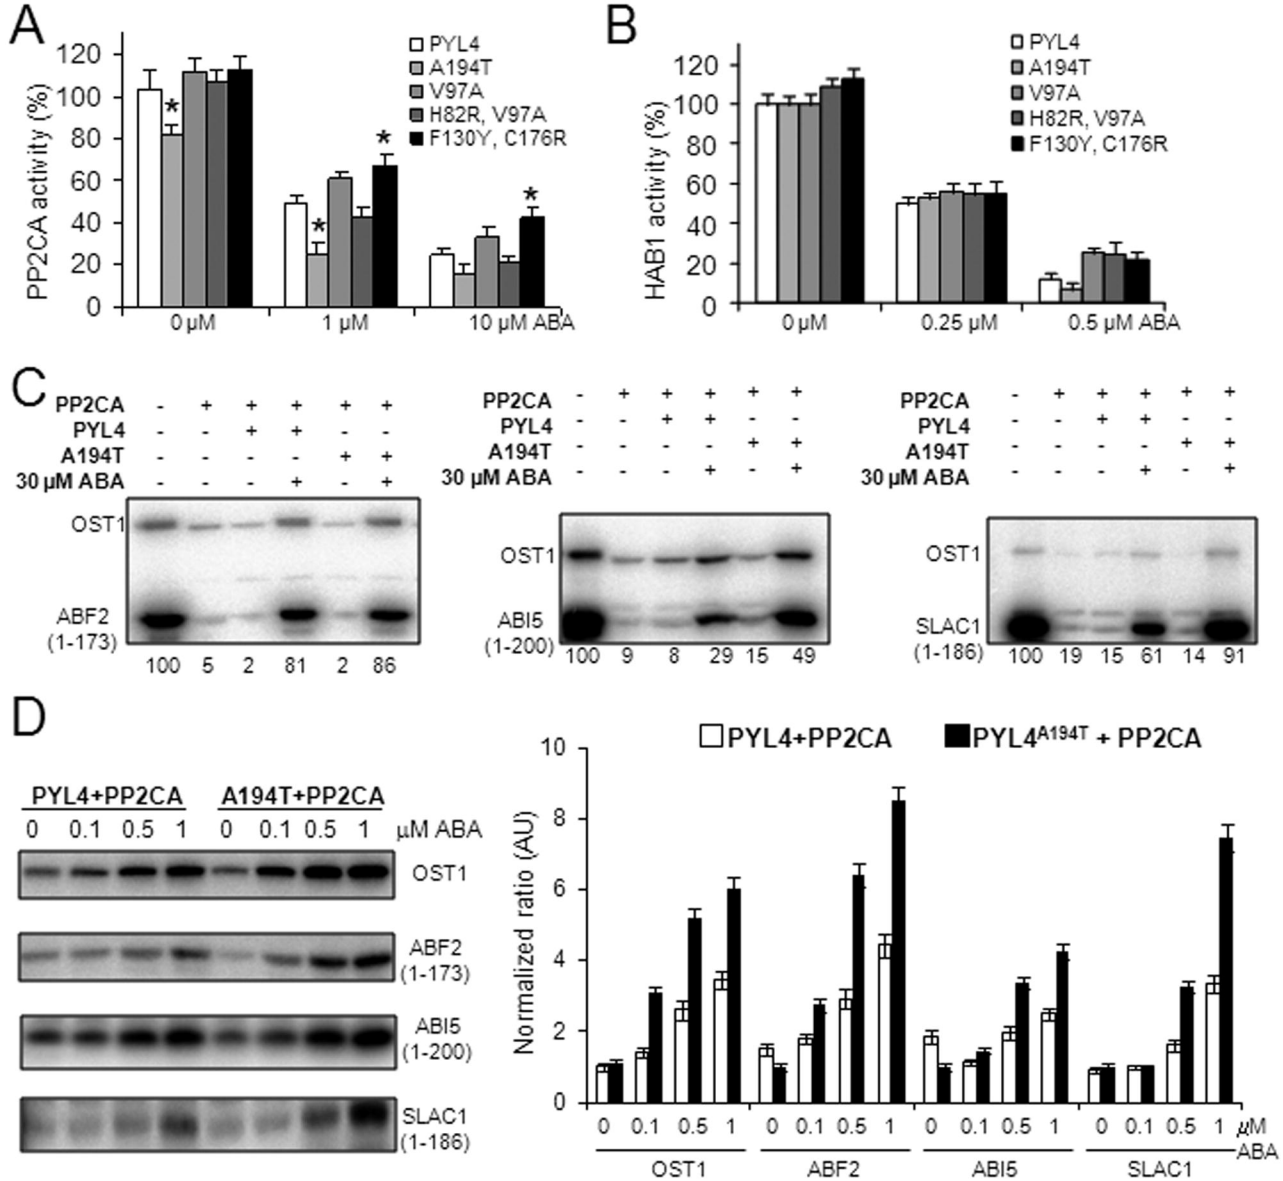 A
PP2CA activity (%)
120
100
80
60
40
20
0
PYL4
A194T
V97A
H82R, V97A
F130Y, C176R
*
*
*
*
0 µM
1 µM
10 µM ABA
B
HAB1 activity (%)
120
100
80
60
40
20
0
PYL4
A194T
V97A
H82R, V97A
F130Y, C176R
0 µM
0.25 µM
0.5 µM ABA
C
PP2CA - + + + + +
PYL4 - - + + - -
A194T - - - - + +
30 µM ABA - - - + - +
OST1
ABF2
(1-173)
100 5 2 81 2 86
PP2CA - + + + + +
PYL4 - - + + - -
A194T - - - - + +
30 µM ABA - - - + - +
OST1
ABI5
(1-200)
100 9 8 29 15 49
PP2CA - + + + + +
PYL4 - - + + - -
A194T - - - - + +
30 µM ABA - - - + - +
OST1
SLAC1
(1-186)
100 19 15 61 14 91
D
PYL4+PP2CA A194T+PP2CA
0 0.1 0.5 1 0 0.1 0.5 1 µM ABA
OST1
ABF2
(1-173)
ABI5
(1-200)
SLAC1
(1-186)
PYL4+PP2CA PYL4A194T + PP2CA
Normalized ratio (AU)
10
8
6
4
2
0
0 0.1 0.5 1 0 0.1 0.5 1 0 0.1 0.5 1 0 0.1 0.5 1 µM
ABA
OST1 ABF2 ABI5 SLAC1